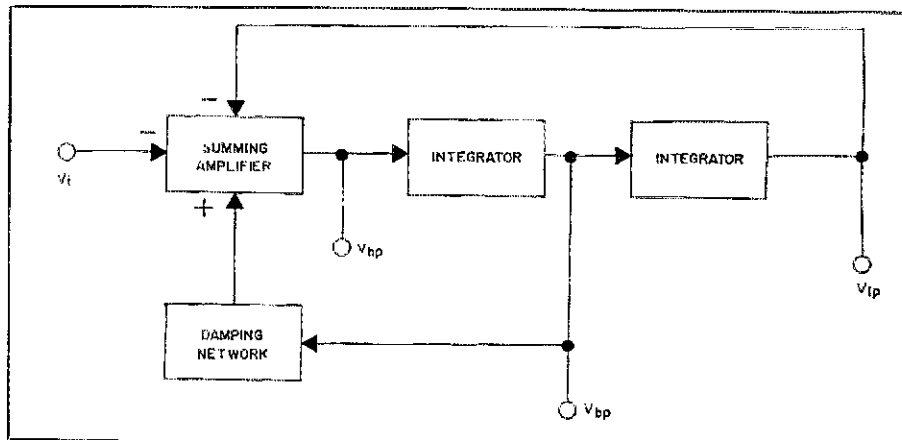 −
−
SUMMING
AMPLIFIER
INTEGRATOR
INTEGRATOR
Vi
+
Vhp
Vlp
DAMPING
NETWORK
Vbp